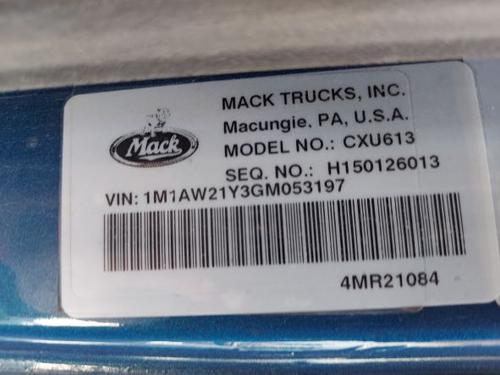 Mack
MACK TRUCKS, INC.
Macungie, PA, U.S.A.
MODEL NO.: CXU613
SEQ. NO.: H150126013
VIN: 1M1AW21Y3GM053197
4MR21084